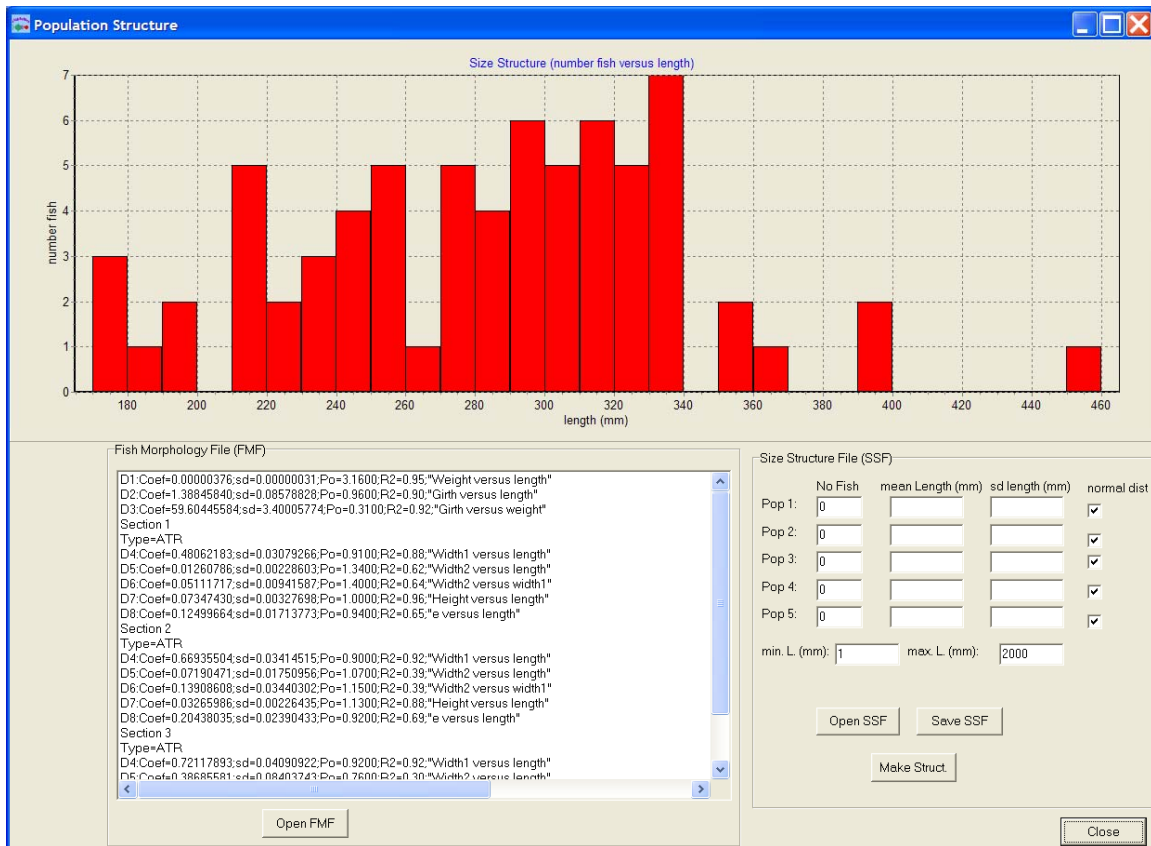 Population Structure
Size Structure (number fish versus length)
7
6
5
4
3
2
1
0
number fish
180 200 220 240 260 280 300 320 340 360 380 400 420 440 460
length (mm)
Fish Morphology File (FMF)
D1:Coef=0.00000376;sd=0.00000031;Po=3.1600;R2=0.95;"Weight versus length"
D2:Coef=1.38845840;sd=0.08578828;Po=0.9600;R2=0.90;"Girth versus length"
D3:Coef=59.60445584;sd=3.40005774;Po=0.3100;R2=0.92;"Girth versus weight"
Section 1
Type=ATR
D4:Coef=0.48062183;sd=0.03079266;Po=0.9100;R2=0.88;"Width1 versus length"
D5:Coef=0.01260786;sd=0.00228603;Po=1.3400;R2=0.62;"Width2 versus length"
D6:Coef=0.05111717;sd=0.00941587;Po=1.4000;R2=0.64;"Width2 versus width1"
D7:Coef=0.07347430;sd=0.00327698;Po=1.0000;R2=0.96;"Height versus length"
D8:Coef=0.12499664;sd=0.01713773;Po=0.9400;R2=0.65;"e versus length"
Section 2
Type=ATR
D4:Coef=0.66935504;sd=0.03414515;Po=0.9000;R2=0.92;"Width1 versus length"
D5:Coef=0.07190471;sd=0.01750956;Po=1.0700;R2=0.39;"Width2 versus length"
D6:Coef=0.13908608;sd=0.03440302;Po=1.1500;R2=0.39;"Width2 versus width1"
D7:Coef=0.03265986;sd=0.00226435;Po=1.1300;R2=0.88;"Height versus length"
D8:Coef=0.20438035;sd=0.02390433;Po=0.9200;R2=0.69;"e versus length"
Section 3
Type=ATR
D4:Coef=0.72117893;sd=0.04090922;Po=0.9200;R2=0.92;"Width1 versus length"
D5:Coef=0.38685581;sd=0.08403743;Po=0.7600;R2=0.30;"Width2 versus length"
Open FMF
Size Structure File (SSF)
No Fish mean Length (mm) sd length (mm) normal dist
Pop 1: 0
Pop 2: 0
Pop 3: 0
Pop 4: 0
Pop 5: 0
min. L. (mm): 1 max. L. (mm): 2000
Open SSF Save SSF
Make Struct.
Close